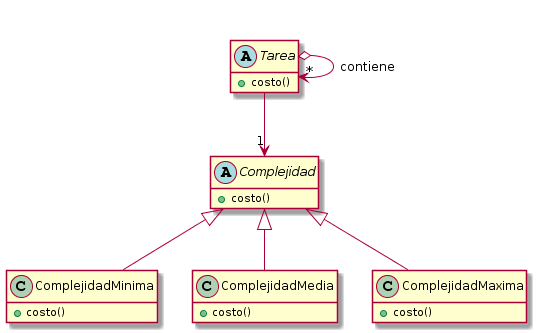 A Tarea
costo()
* contiene
1
A Complejidad
costo()
C ComplejidadMinima
costo()
C ComplejidadMedia
costo()
C ComplejidadMaxima
costo()